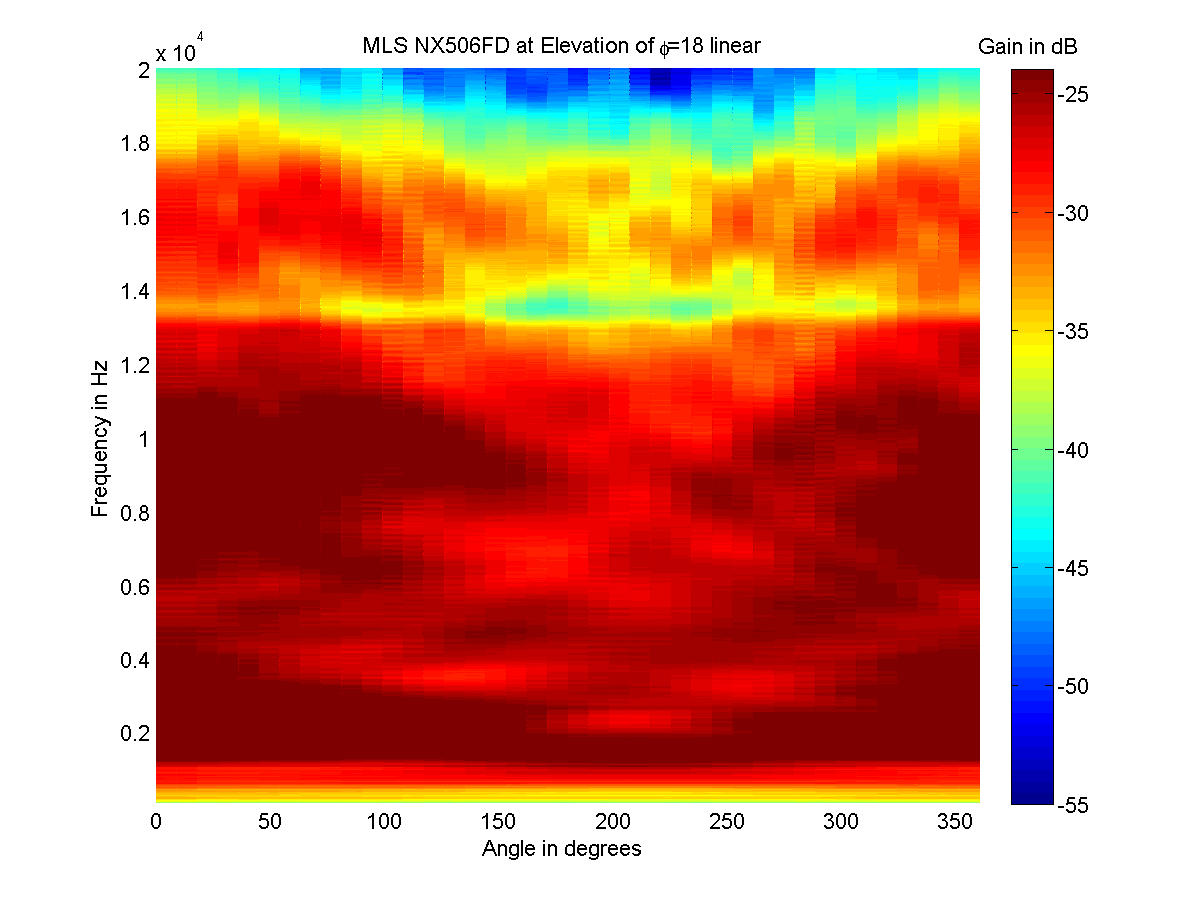 MLS NX506FD at Elevation of ϕ=18 linear
Gain in dB
x 10^4
2
1.8
1.6
1.4
1.2
1
0.8
0.6
0.4
0.2
Frequency in Hz
0 50 100 150 200 250 300 350
Angle in degrees
-25
-30
-35
-40
-45
-50
-55